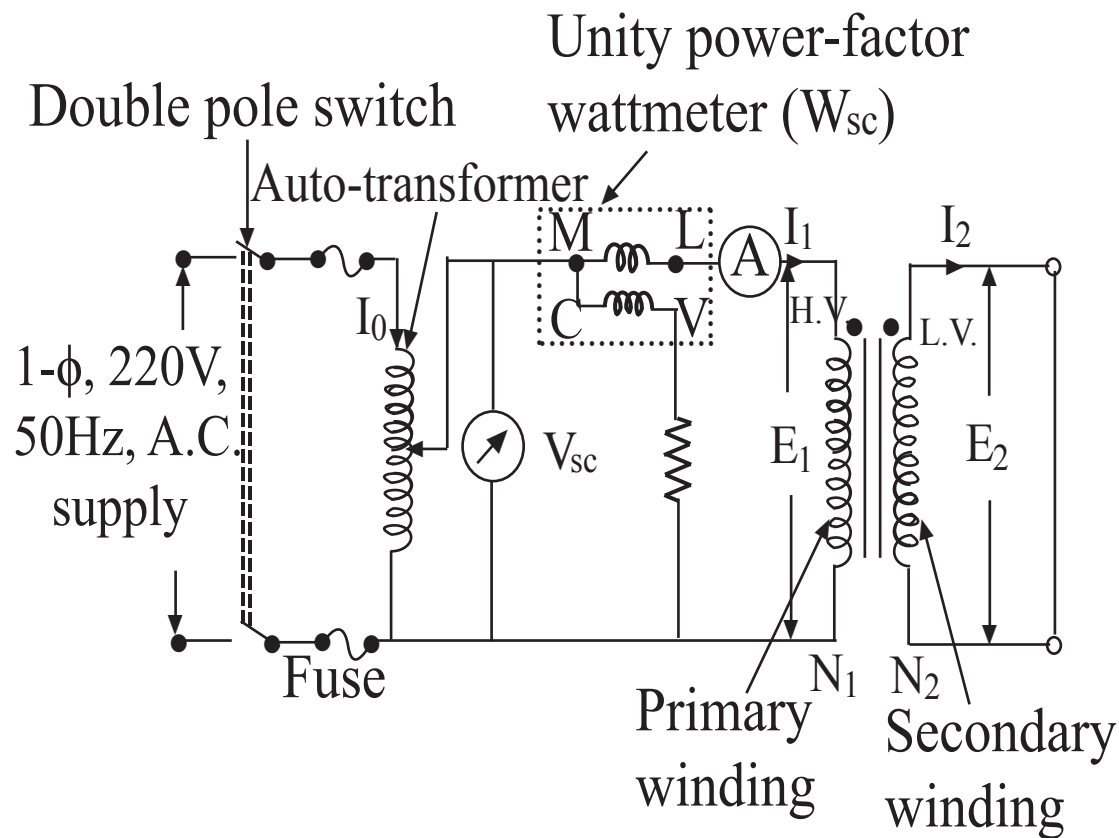 Unity power-factor
wattmeter (Wsc)
Double pole switch
Auto-transformer
M
L
A
I1
I2
C
V
H.V.
L.V.
I0
1-ϕ, 220V,
50Hz, A.C.
supply
Vsc
E1
E2
Fuse
N1
N2
Primary
winding
Secondary
winding